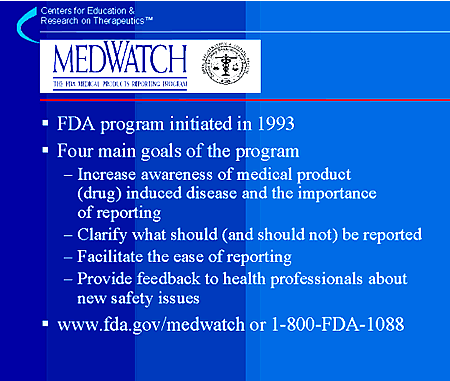 Centers for Education &
Research on Therapeutics™
MEDWATCH
THE FDA MEDICAL PRODUCTS REPORTING PROGRAM
▪ FDA program initiated in 1993
▪ Four main goals of the program
– Increase awareness of medical product
(drug) induced disease and the importance
of reporting
– Clarify what should (and should not) be reported
– Facilitate the ease of reporting
– Provide feedback to health professionals about
new safety issues
▪ www.fda.gov/medwatch or 1-800-FDA-1088